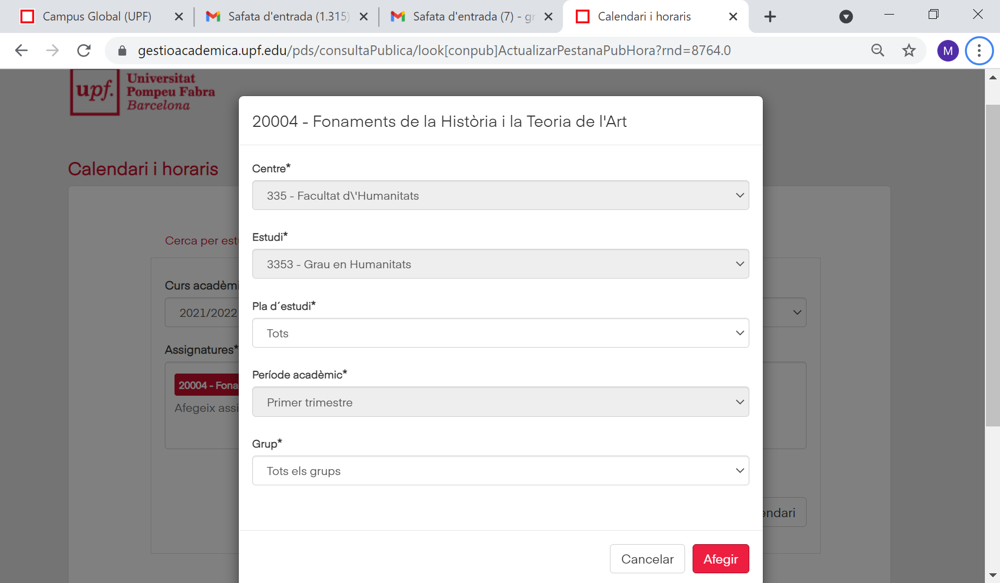 Campus Global (UPF)
Safata d'entrada (1.315)
Safata d'entrada (7) - gr
Calendari i horaris
gestioacademica.upf.edu/pds/consultaPublica/look[conpub]ActualizarPestanaPubHora?rnd=8764.0
M
upf.
Universitat
Pompeu Fabra
Barcelona
20004 - Fonaments de la Història i la Teoria de l'Art
Calendari i horaris
Centre*
335 - Facultat d\'Humanitats
Cerca per est
Estudi*
3353 - Grau en Humanitats
Curs acadèmi
2021/2022
Pla d´estudi*
Tots
Assignatures*
20004 - Fona
Afegeix assi
Període acadèmic*
Primer trimestre
Grup*
Tots els grups
endari
Cancelar
Afegir